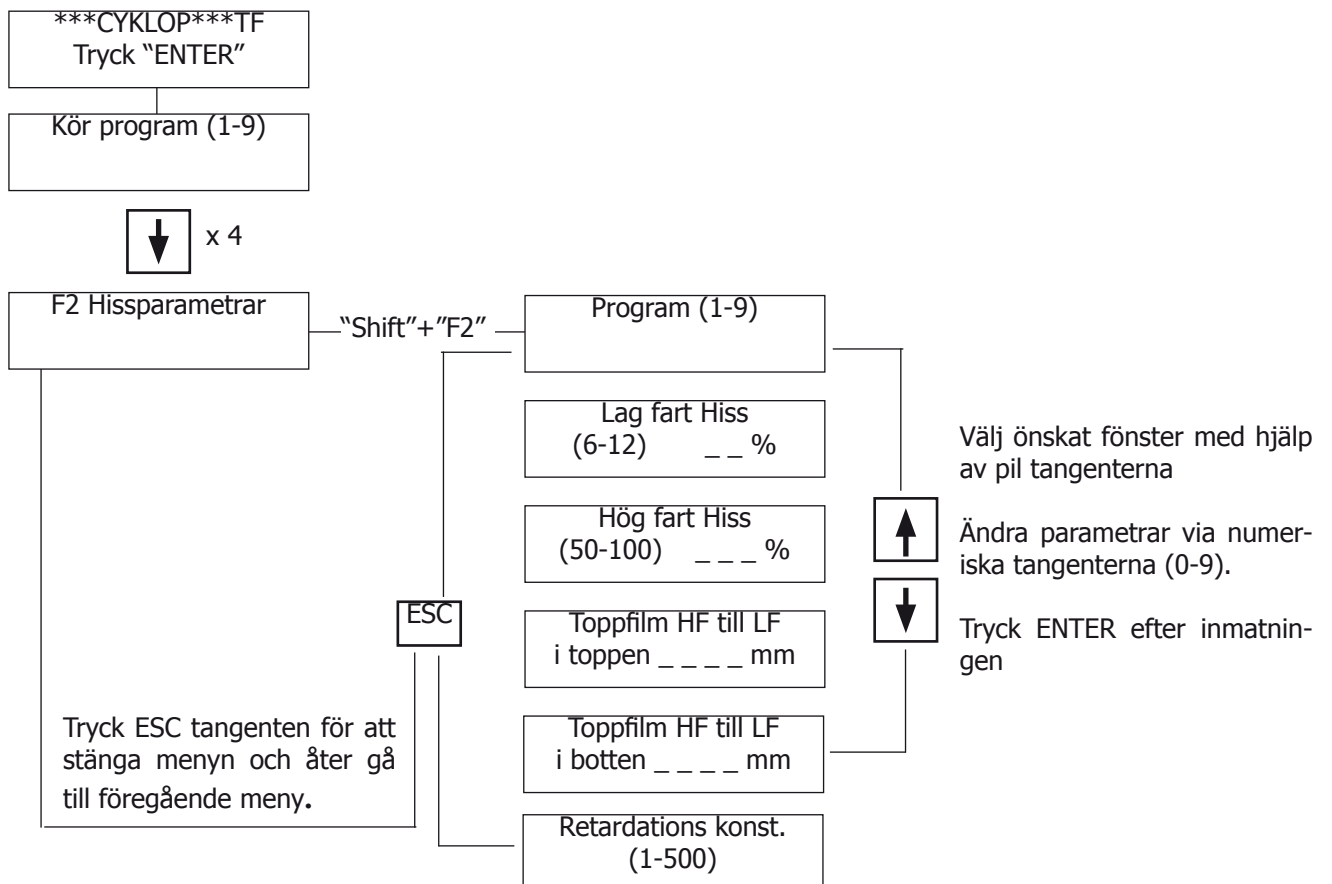 ***CYKLOP***TF
Tryck “ENTER”
Kör program (1-9)
x 4
F2 Hissparametrar
“Shift”+”F2”
Program (1-9)
Lag fart Hiss
(6-12) _ _ %
Hög fart Hiss
(50-100) _ _ _ %
Toppfilm HF till LF
i toppen _ _ _ _ mm
Toppfilm HF till LF
i botten _ _ _ _ mm
Retardations konst.
(1-500)
ESC
Tryck ESC tangenten för att
stänga menyn och åter gå
till föregående meny.
Välj önskat fönster med hjälp
av pil tangenterna
Ändra parametrar via numer-
iska tangenterna (0-9).
Tryck ENTER efter inmatnin-
gen